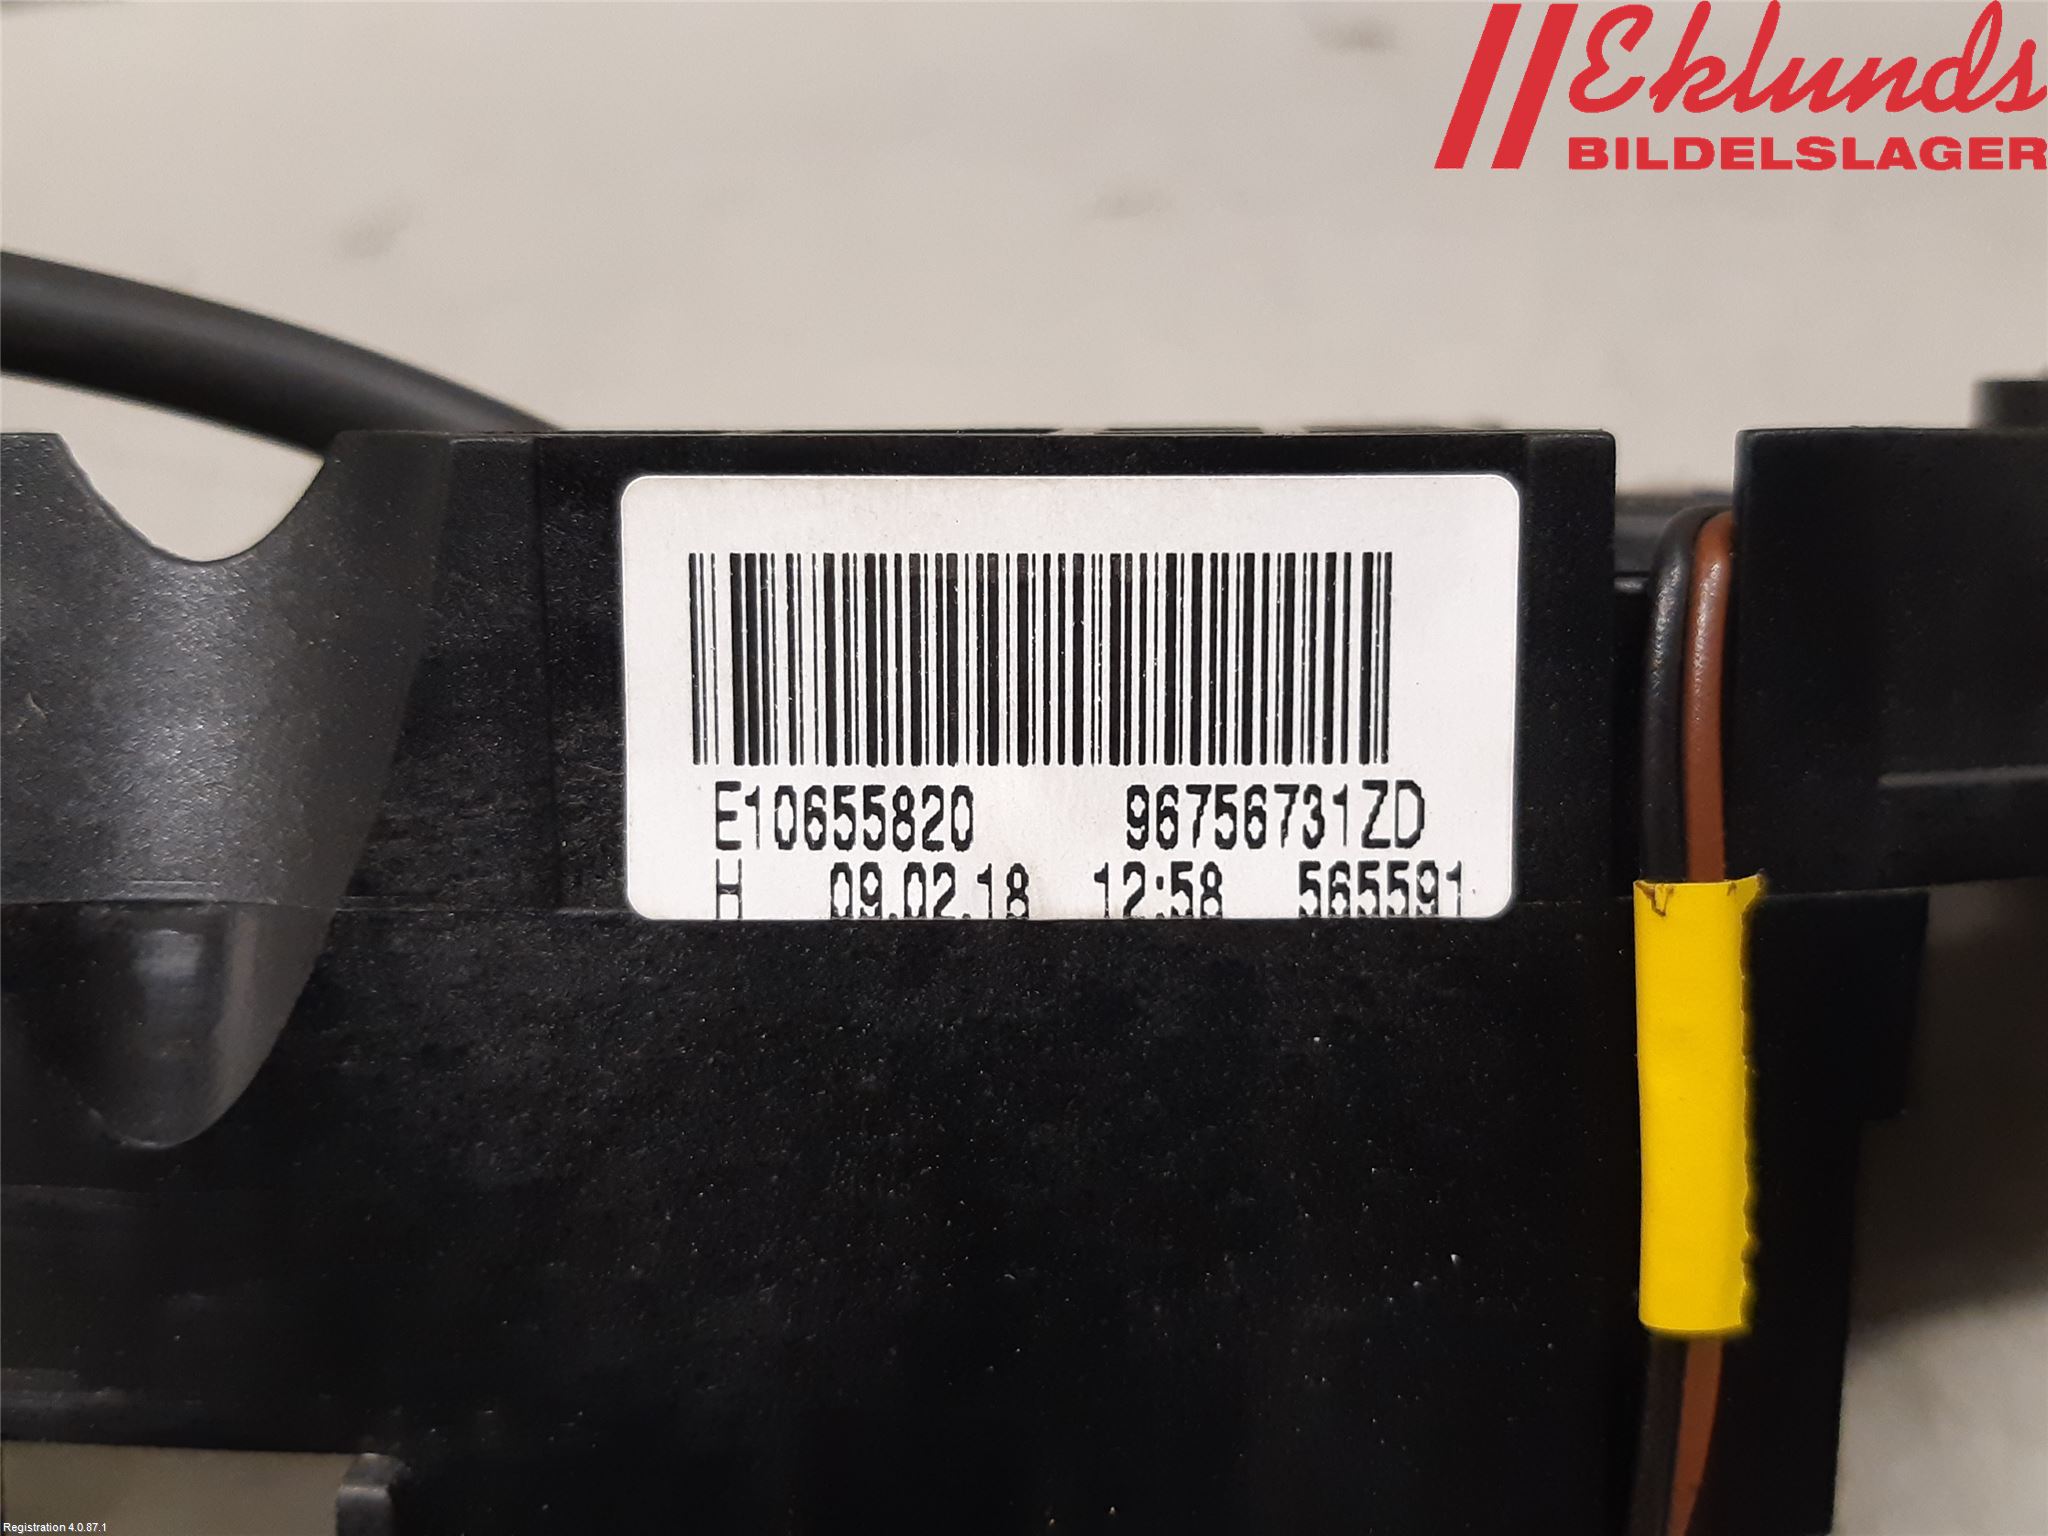 Eklunds
BILDELSLAGER
E10655820 96756731ZD
H 09.02.18 12:58 565591
Registration 4.0.87.1